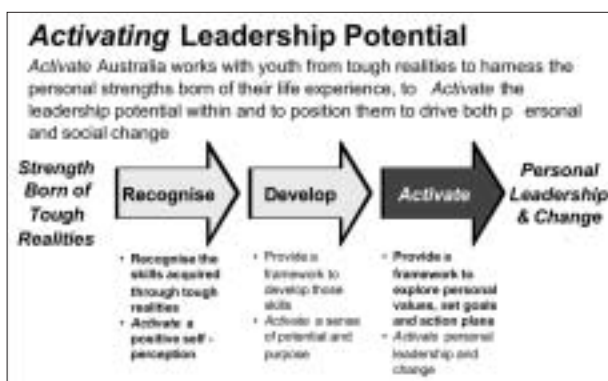 Activating Leadership Potential
Activate Australia works with youth from tough realities to harness the
personal strengths born of their life experience, to Activate the
leadership potential within and to position them to drive both p ersonal
and social change
Strength
Born of
Tough
Realities
Recognise
Develop
Activate
Personal
Leadership
& Change
• Recognise the
skills acquired
through tough
realities
• Activate a
positive self -
perception
• Provide a
framework to
develop those
skills
• Activate a sense
of potential and
purpose
• Provide a
framework to
explore personal
values, set goals
and action plans
• Activate personal
leadership and
change